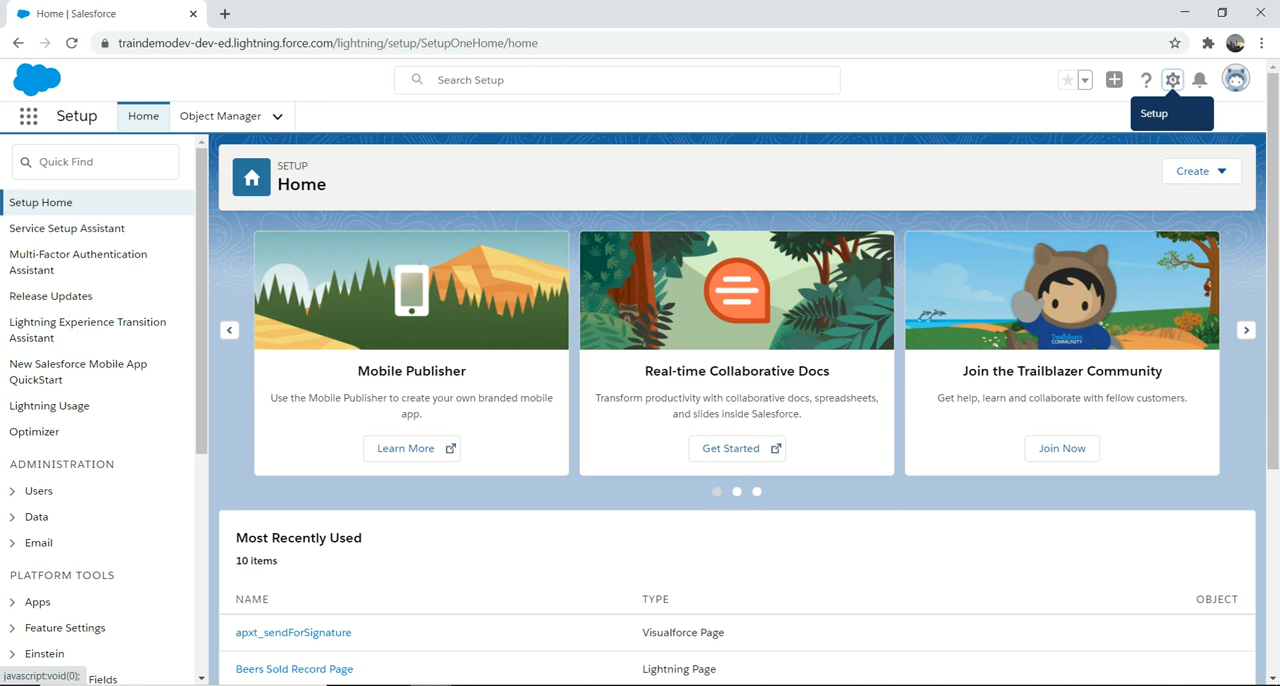 Home | Salesforce
traindemodev-dev-ed.lightning.force.com/lightning/setup/SetupOneHome/home
Search Setup
Setup
Home
Object Manager
Setup
Quick Find
Setup Home
Service Setup Assistant
Multi-Factor Authentication
Assistant
Release Updates
Lightning Experience Transition
Assistant
New Salesforce Mobile App
QuickStart
Lightning Usage
Optimizer
ADMINISTRATION
Users
Data
Email
PLATFORM TOOLS
Apps
Feature Settings
Einstein
Fields
javascript:void(0);
SETUP
Home
Create
Mobile Publisher
Use the Mobile Publisher to create your own branded mobile
app.
Learn More
Real-time Collaborative Docs
Transform productivity with collaborative docs, spreadsheets,
and slides inside Salesforce.
Get Started
TRAILBLAZER
COMMUNITY
Join the Trailblazer Community
Get help, learn and collaborate with fellow customers.
Join Now
Most Recently Used
10 items
NAME TYPE OBJECT
apxt_sendForSignature Visualforce Page
Beers Sold Record Page Lightning Page